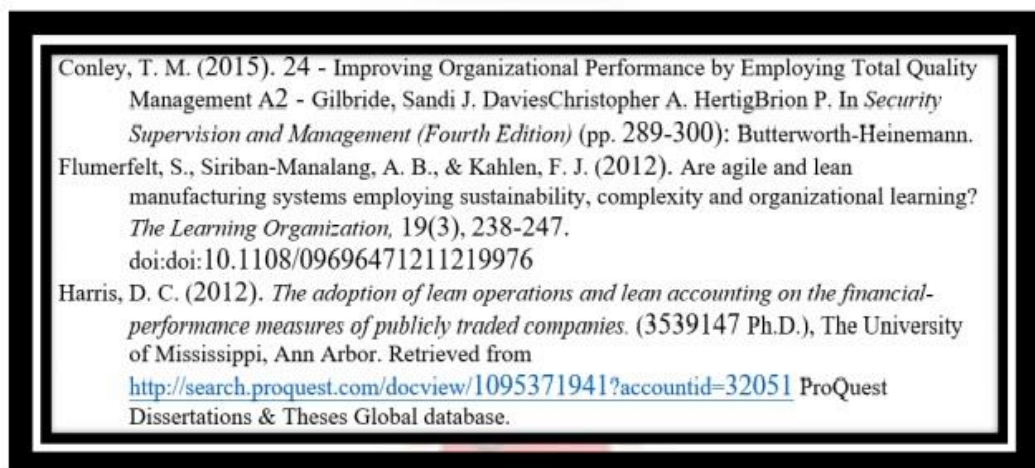 Conley, T. M. (2015). 24 - Improving Organizational Performance by Employing Total Quality
Management A2 - Gilbride, Sandi J. DaviesChristopher A. HertigBrion P. In Security
Supervision and Management (Fourth Edition) (pp. 289-300): Butterworth-Heinemann.
Flumerfelt, S., Siriban-Manalang, A. B., & Kahlen, F. J. (2012). Are agile and lean
manufacturing systems employing sustainability, complexity and organizational learning?
The Learning Organization, 19(3), 238-247.
doi:doi:10.1108/09696471211219976
Harris, D. C. (2012). The adoption of lean operations and lean accounting on the financial-
performance measures of publicly traded companies. (3539147 Ph.D.), The University
of Mississippi, Ann Arbor. Retrieved from
http://search.proquest.com/docview/1095371941?accountid=32051 ProQuest
Dissertations & Theses Global database.